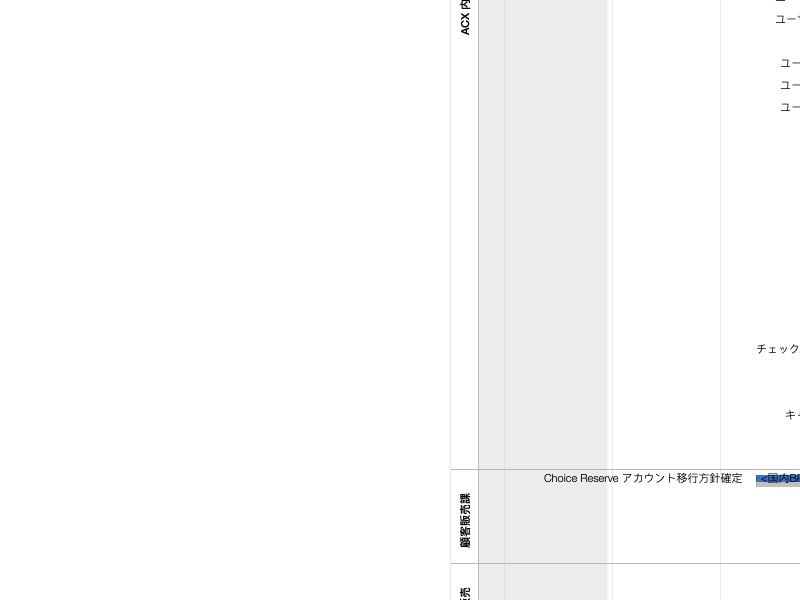 ACX 内
ユー
ユー
ユー
ユー
チェック
キ
Choice Reserve アカウント移行方針確定
<国内B
顧客販売課
売